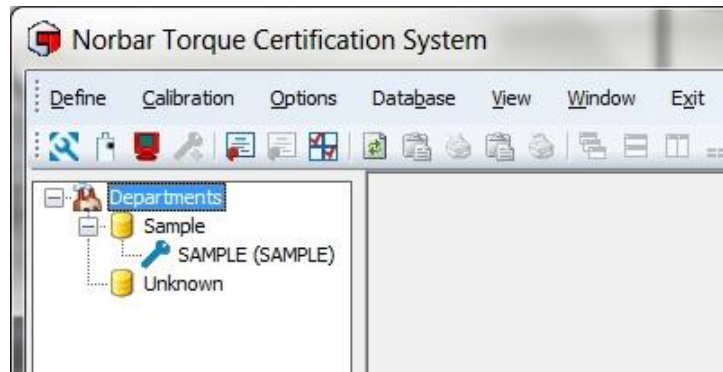 Norbar Torque Certification System
Define Calibration Options Database View Window Exit
Departments
Sample
SAMPLE (SAMPLE)
Unknown